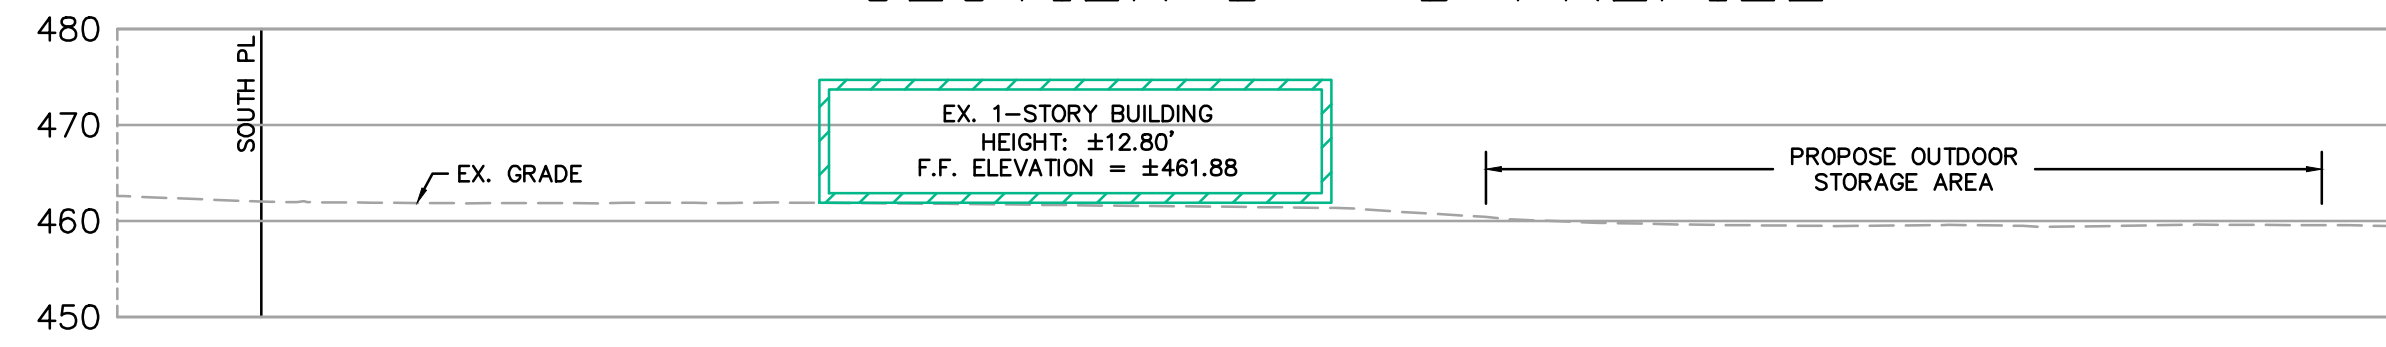 480
SOUTH PL
EX. 1-STORY BUILDING
470
HEIGHT: ±12.80'
PROPOSE OUTDOOR
F.F. ELEVATION = ±461.88
EX. GRADE
STORAGE AREA
460
450